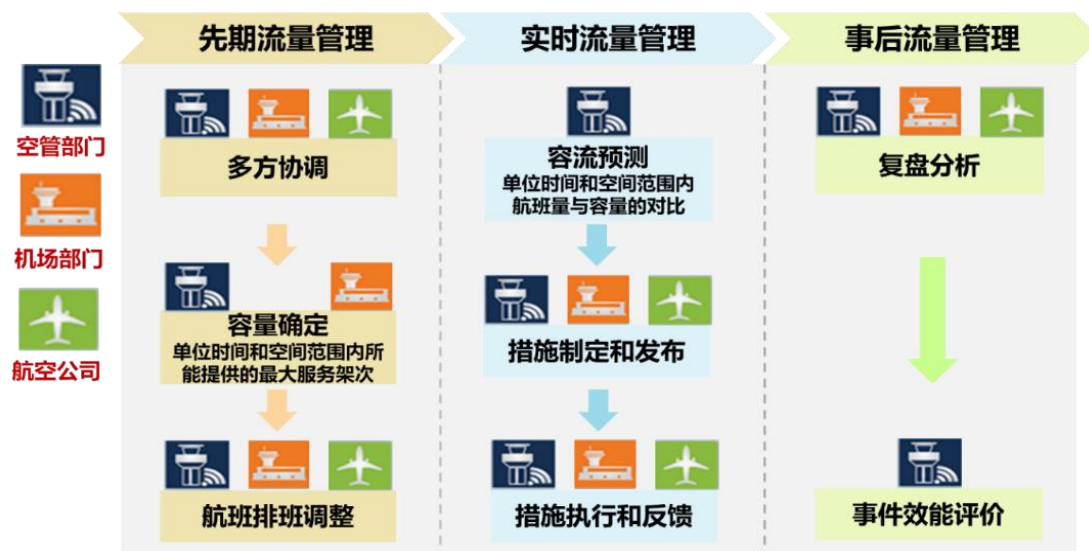 先期流量管理
实时流量管理
事后流量管理
空管部门
机场部门
航空公司
多方协调
容量确定
单位时间和空间范围内所
能提供的最大服务架次
航班排班调整
容流预测
单位时间和空间范围内
航班量与容量的对比
措施制定和发布
措施执行和反馈
复盘分析
事件效能评价